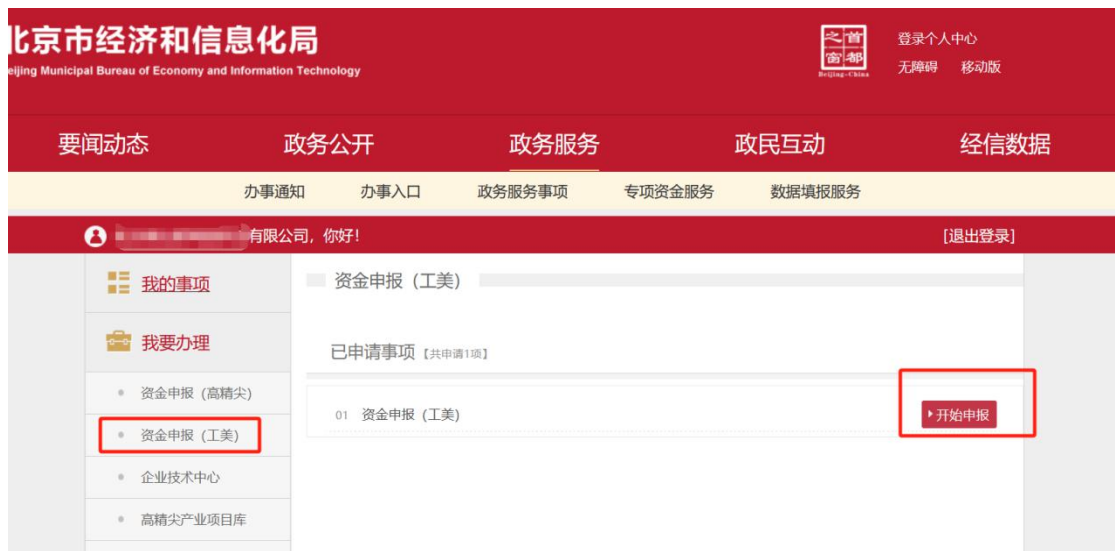 北京市经济和信息化局
eijing Municipal Bureau of Economy and Information Technology
首都之窗
Beijing-China
登录个人中心
无障碍 移动版
要闻动态 政务公开 政务服务 政民互动 经信数据
办事通知 办事入口 政务服务事项 专项资金服务 数据填报服务
有限公司，你好！ [退出登录]
我的事项
资金申报（工美）
我要办理
已申请事项【共申请1项】
资金申报（高精尖）
01 资金申报（工美） 开始申报
资金申报（工美）
企业技术中心
高精尖产业项目库